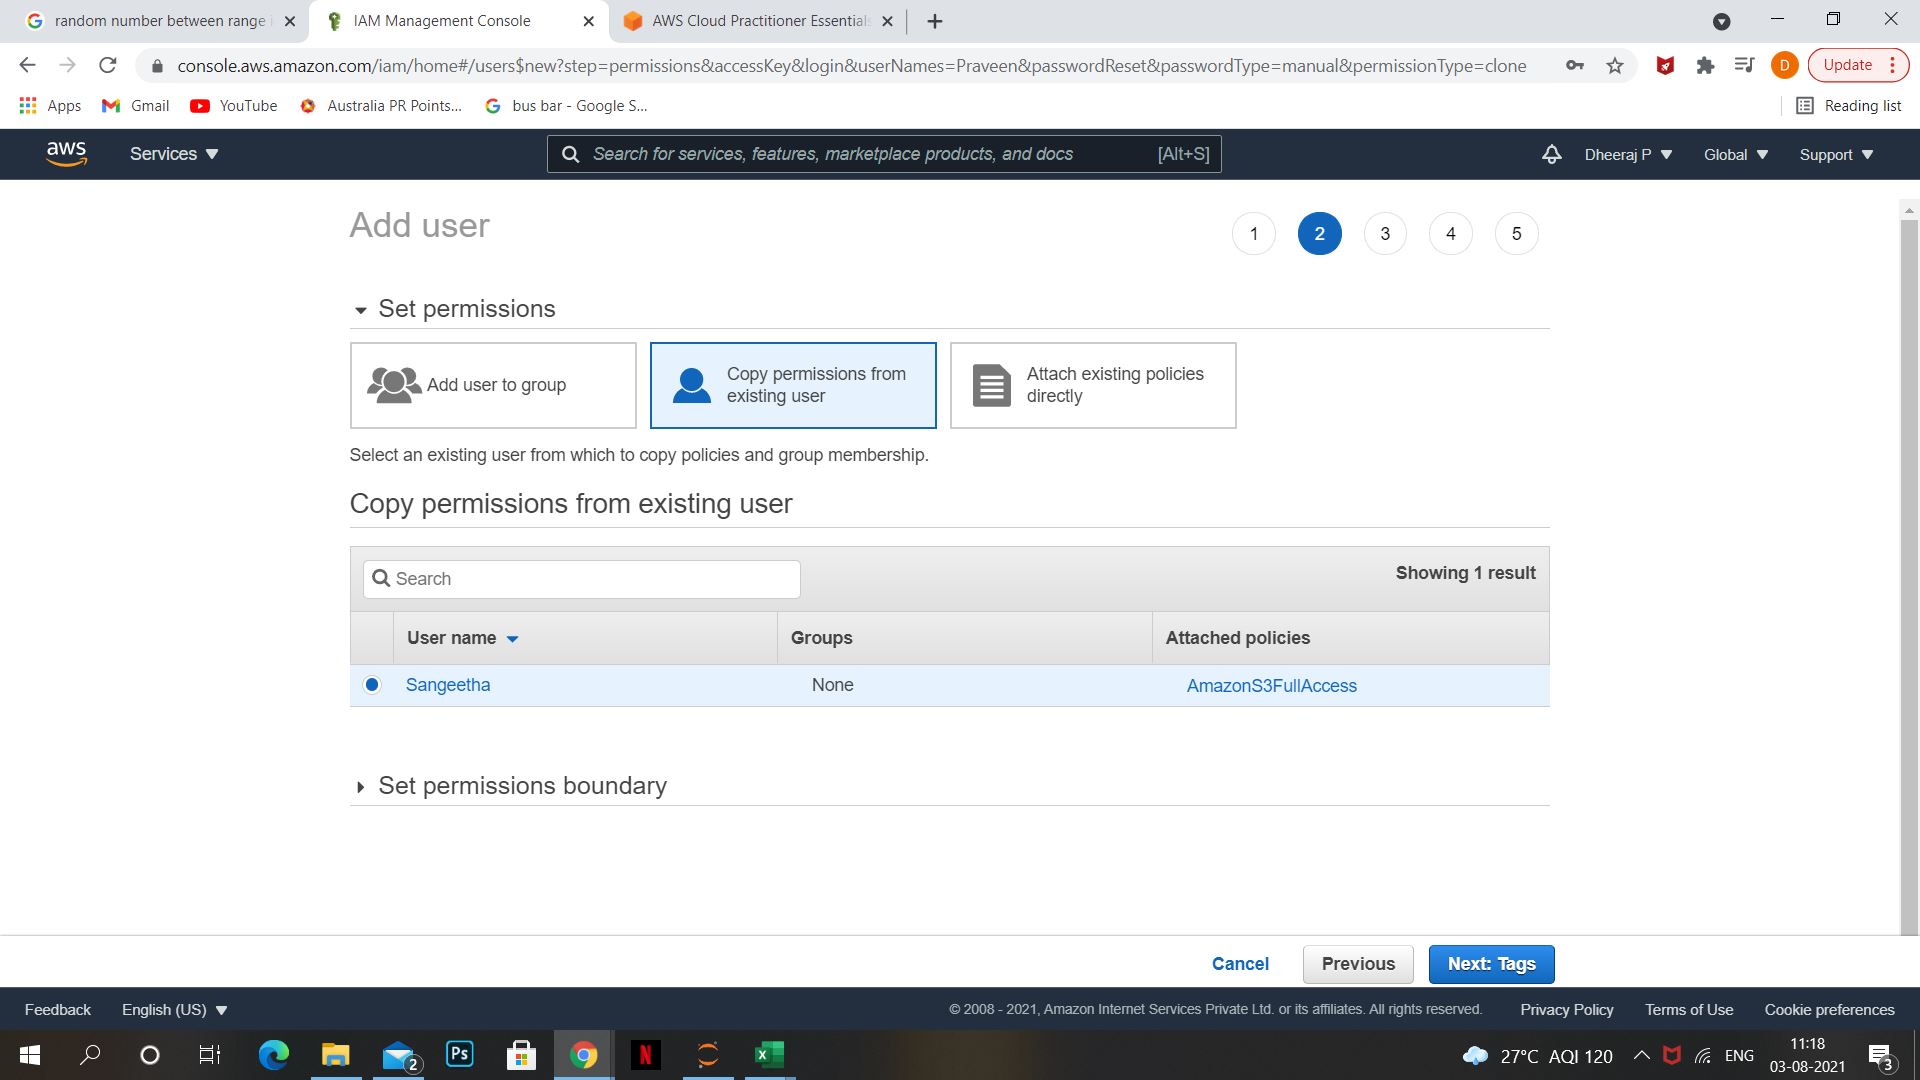 random number between range
IAM Management Console
AWS Cloud Practitioner Essentials
console.aws.amazon.com/iam/home#/users$new?step=permissions&accessKey&login&userNames=Praveen&passwordReset&passwordType=manual&permissionType=clone
D
Update
Apps
Gmail
YouTube
Australia PR Points...
bus bar - Google S...
Reading list
aws
Services
Search for services, features, marketplace products, and docs
[Alt+S]
Dheeraj P
Global
Support
Add user
1
2
3
4
5
Set permissions
Add user to group
Copy permissions from
existing user
Attach existing policies
directly
Select an existing user from which to copy policies and group membership.
Copy permissions from existing user
Search
Showing 1 result
User name
Groups
Attached policies
Sangeetha
None
AmazonS3FullAccess
Set permissions boundary
Cancel
Previous
Next: Tags
Feedback
English (US)
© 2008 - 2021, Amazon Internet Services Private Ltd. or its affiliates. All rights reserved.
Privacy Policy
Terms of Use
Cookie preferences
2
Ps
N
X
27°C AQI 120
ENG
11:18
03-08-2021
3